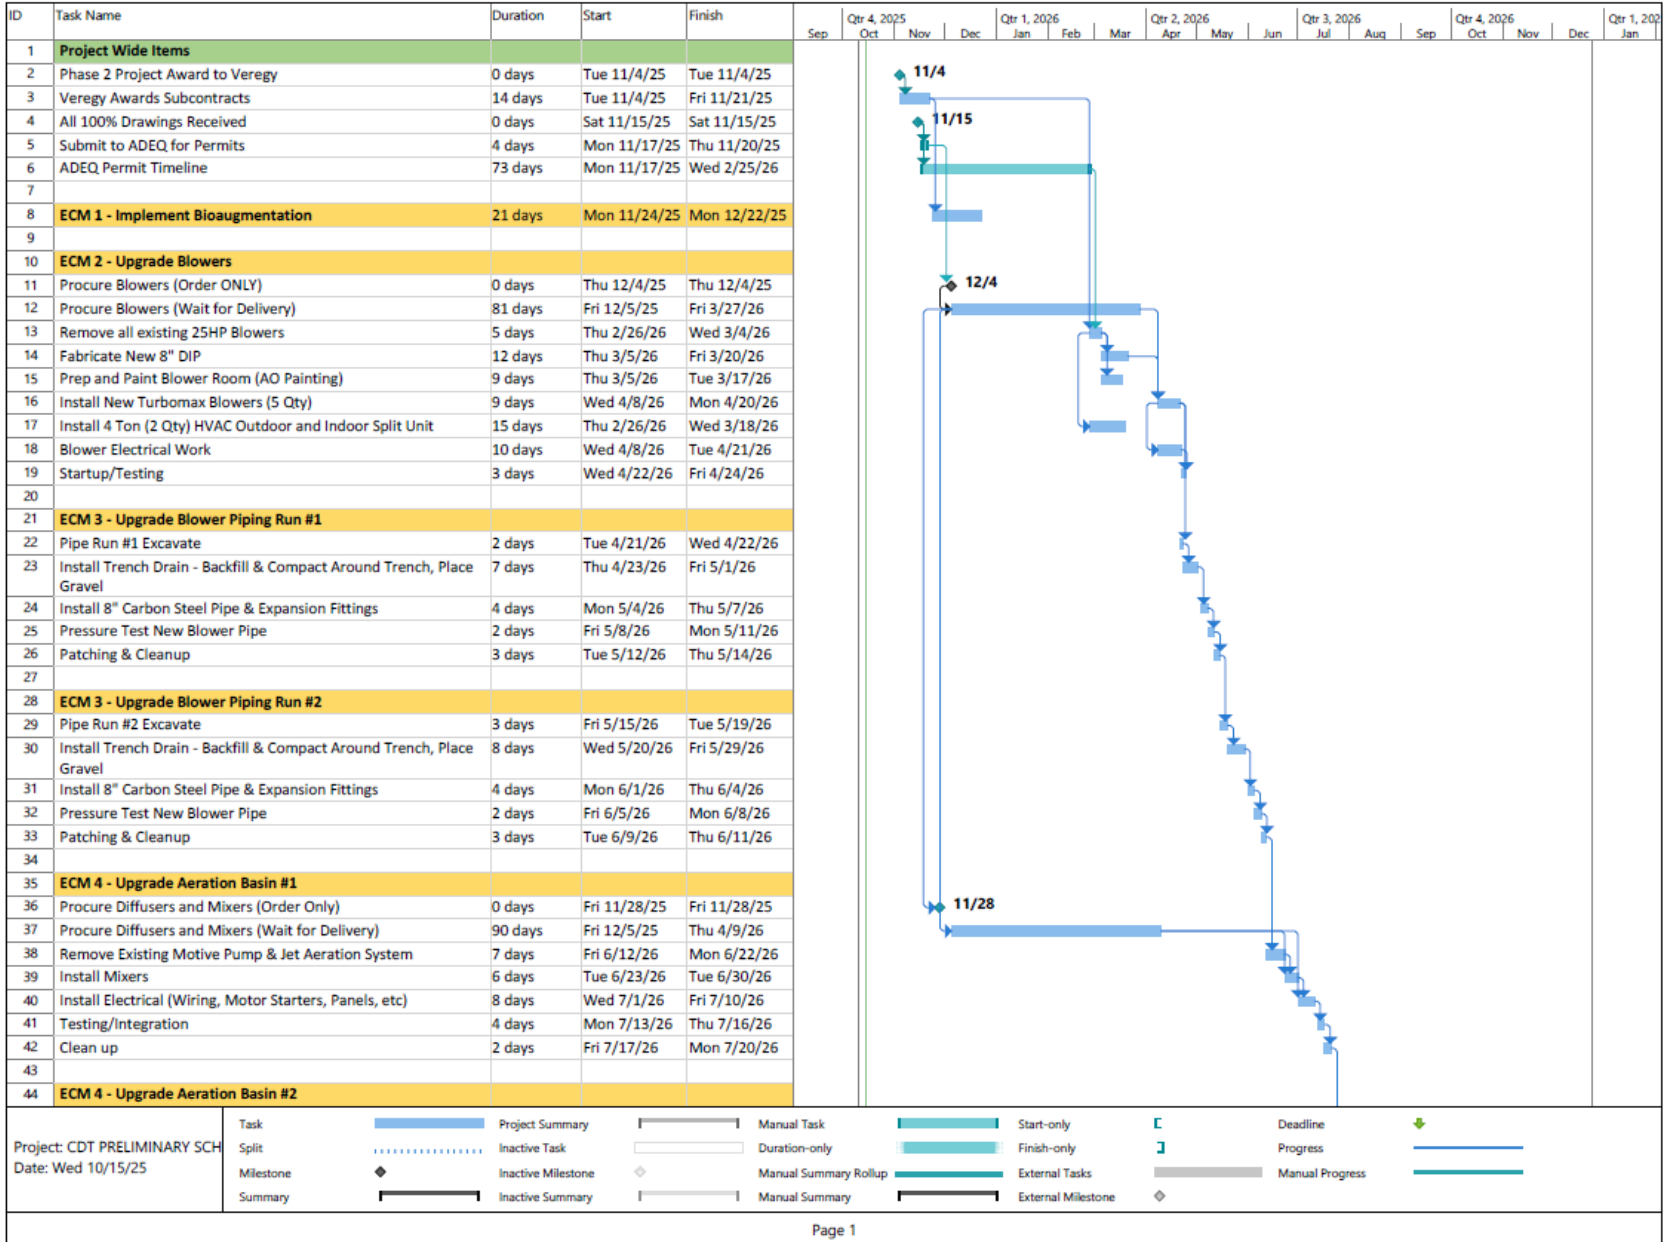 ID Task Name Duration Start Finish
Qtr 4, 2025 Qtr 1, 2026 Qtr 2, 2026 Qtr 3, 2026 Qtr 4, 2026 Qtr 1, 202
Sep Oct Nov Dec Jan Feb Mar Apr May Jun Jul Aug Sep Oct Nov Dec Jan
1 Project Wide Items
2 Phase 2 Project Award to Veregy 0 days Tue 11/4/25 Tue 11/4/25 11/4
3 Veregy Awards Subcontracts 14 days Tue 11/4/25 Fri 11/21/25
4 All 100% Drawings Received 0 days Sat 11/15/25 Sat 11/15/25 11/15
5 Submit to ADEQ for Permits 4 days Mon 11/17/25 Thu 11/20/25
6 ADEQ Permit Timeline 73 days Mon 11/17/25 Wed 2/25/26
7
8 ECM 1 - Implement Bioaugmentation 21 days Mon 11/24/25 Mon 12/22/25
9
10 ECM 2 - Upgrade Blowers
11 Procure Blowers (Order ONLY) 0 days Thu 12/4/25 Thu 12/4/25 12/4
12 Procure Blowers (Wait for Delivery) 81 days Fri 12/5/25 Fri 3/27/26
13 Remove all existing 25HP Blowers 5 days Thu 2/26/26 Wed 3/4/26
14 Fabricate New 8" DIP 12 days Thu 3/5/26 Fri 3/20/26
15 Prep and Paint Blower Room (AO Painting) 9 days Thu 3/5/26 Tue 3/17/26
16 Install New Turbomax Blowers (5 Qty) 9 days Wed 4/8/26 Mon 4/20/26
17 Install 4 Ton (2 Qty) HVAC Outdoor and Indoor Split Unit 15 days Thu 2/26/26 Wed 3/18/26
18 Blower Electrical Work 10 days Wed 4/8/26 Tue 4/21/26
19 Startup/Testing 3 days Wed 4/22/26 Fri 4/24/26
20
21 ECM 3 - Upgrade Blower Piping Run #1
22 Pipe Run #1 Excavate 2 days Tue 4/21/26 Wed 4/22/26
23 Install Trench Drain - Backfill & Compact Around Trench, Place 7 days Thu 4/23/26 Fri 5/1/26
Gravel
24 Install 8" Carbon Steel Pipe & Expansion Fittings 4 days Mon 5/4/26 Thu 5/7/26
25 Pressure Test New Blower Pipe 2 days Fri 5/8/26 Mon 5/11/26
26 Patching & Cleanup 3 days Tue 5/12/26 Thu 5/14/26
27
28 ECM 3 - Upgrade Blower Piping Run #2
29 Pipe Run #2 Excavate 3 days Fri 5/15/26 Tue 5/19/26
30 Install Trench Drain - Backfill & Compact Around Trench, Place 8 days Wed 5/20/26 Fri 5/29/26
Gravel
31 Install 8" Carbon Steel Pipe & Expansion Fittings 4 days Mon 6/1/26 Thu 6/4/26
32 Pressure Test New Blower Pipe 2 days Fri 6/5/26 Mon 6/8/26
33 Patching & Cleanup 3 days Tue 6/9/26 Thu 6/11/26
34
35 ECM 4 - Upgrade Aeration Basin #1
36 Procure Diffusers and Mixers (Order Only) 0 days Fri 11/28/25 Fri 11/28/25 11/28
37 Procure Diffusers and Mixers (Wait for Delivery) 90 days Fri 12/5/25 Thu 4/9/26
38 Remove Existing Motive Pump & Jet Aeration System 7 days Fri 6/12/26 Mon 6/22/26
39 Install Mixers 6 days Tue 6/23/26 Tue 6/30/26
40 Install Electrical (Wiring, Motor Starters, Panels, etc) 8 days Wed 7/1/26 Fri 7/10/26
41 Testing/Integration 4 days Mon 7/13/26 Thu 7/16/26
42 Clean up 2 days Fri 7/17/26 Mon 7/20/26
43
44 ECM 4 - Upgrade Aeration Basin #2
Project: CDT PRELIMINARY SCH
Date: Wed 10/15/25
Task Project Summary Manual Task Start-only Deadline
Split Inactive Task Duration-only Finish-only Progress
Milestone Inactive Milestone Manual Summary Rollup External Tasks Manual Progress
Summary Inactive Summary Manual Summary External Milestone
Page 1